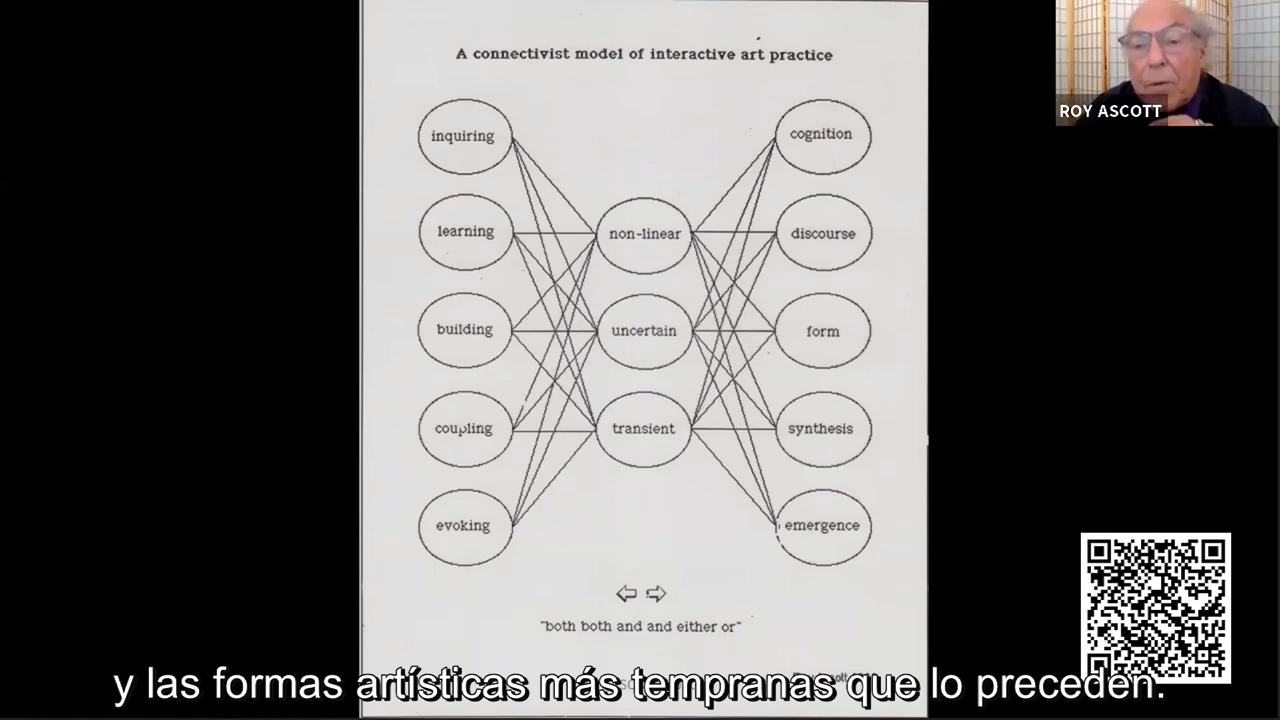 A connectivist model of interactive art practice
ROY ASCOTT
inquiring
cognition
learning
non-linear
discourse
building
uncertain
form
coupling
transient
synthesis
evoking
emergence
"both both and and either or"
y las formas artísticas más tempranas que lo preceden.